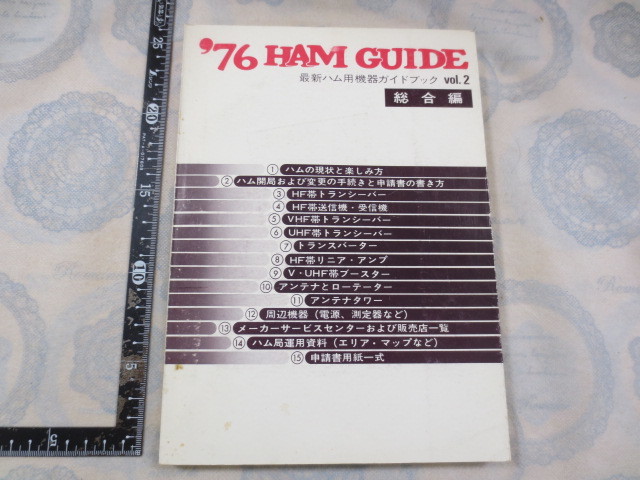 '76 HAM GUIDE
最新ハム用機器ガイドブック vol.2
総合編
① ハムの現状と楽しみ方
② ハム開局および変更の手続きと申請書の書き方
③ HF帯トランシーバー
④ HF帯送信機・受信機
⑤ VHF帯トランシーバー
⑥ UHF帯トランシーバー
⑦ トランスバーター
⑧ HF帯リニア・アンプ
⑨ V・UHF帯ブースター
⑩ アンテナとローテーター
⑪ アンテナタワー
⑫ 周辺機器（電源、測定器など）
⑬ メーカーサービスセンターおよび販売店一覧
⑭ ハム局運用資料（エリア・マップなど）
⑮ 申請書用紙一式
25
20
15
10
5
5